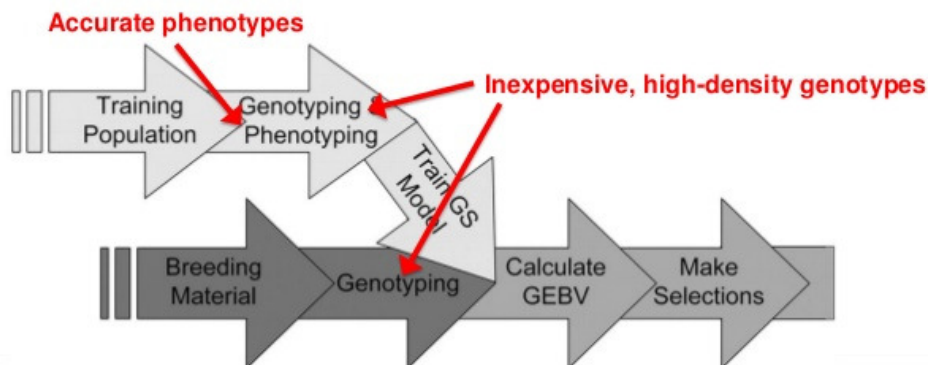 Accurate phenotypes
Inexpensive, high-density genotypes
Training
Population
Genotyping &
Phenotyping
Train GS
Model
Breeding
Material
Genotyping
Calculate
GEBV
Make
Selections